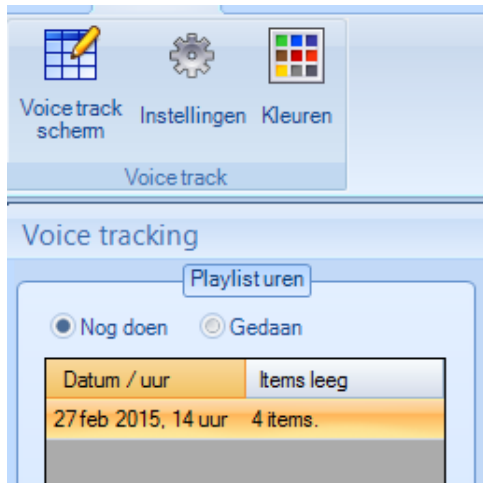 Voice track
scherm
Instellingen
Kleuren
Voice track
Voice tracking
Playlist uren
Nog doen
Gedaan
Datum / uur Items leeg
27 feb 2015, 14 uur 4 items.